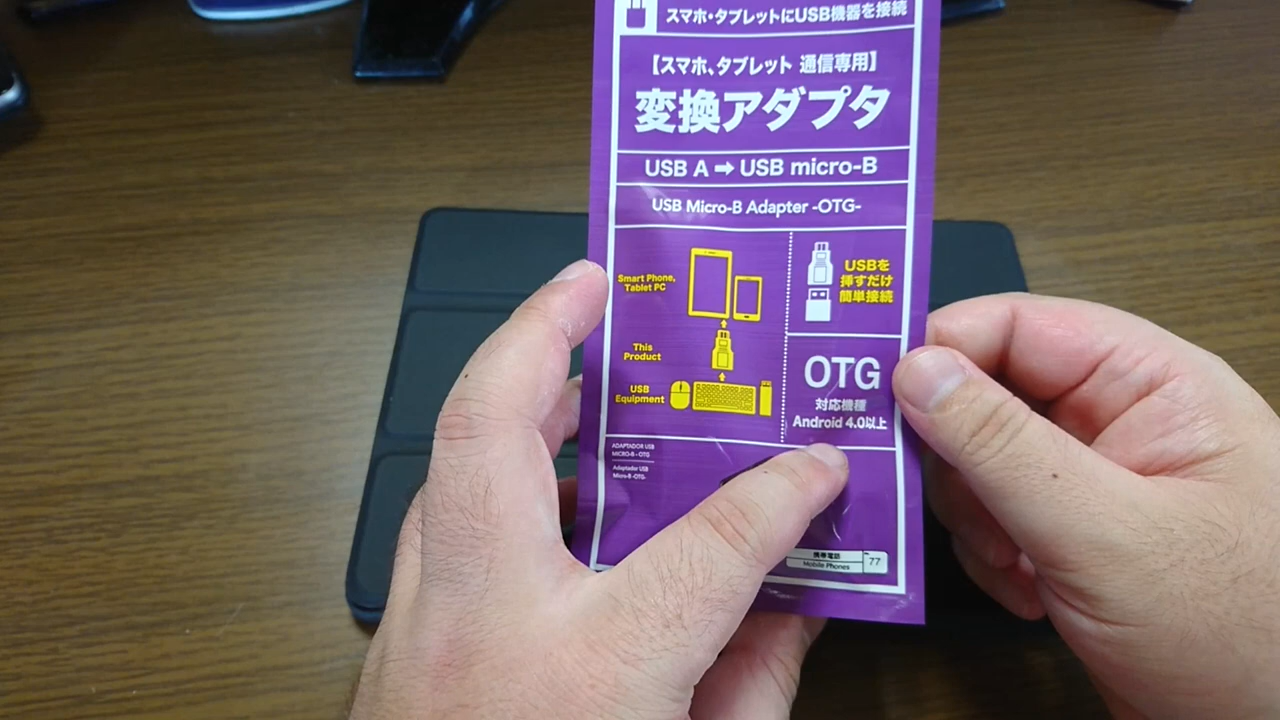 スマホ・タブレットにUSB機器を接続
【スマホ、タブレット 通信専用】
変換アダプタ
USB A ➡ USB micro-B
USB Micro-B Adapter -OTG-
Smart Phone,
Tablet PC
This
Product
USB
Equipment
USBを
挿すだけ
簡単接続
OTG
対応機種
Android 4.0以上
ADAPTADOR USB
MICRO-B - OTG
Adaptador USB
Micro-B -OTG-
携帯電話
Mobile Phones
77